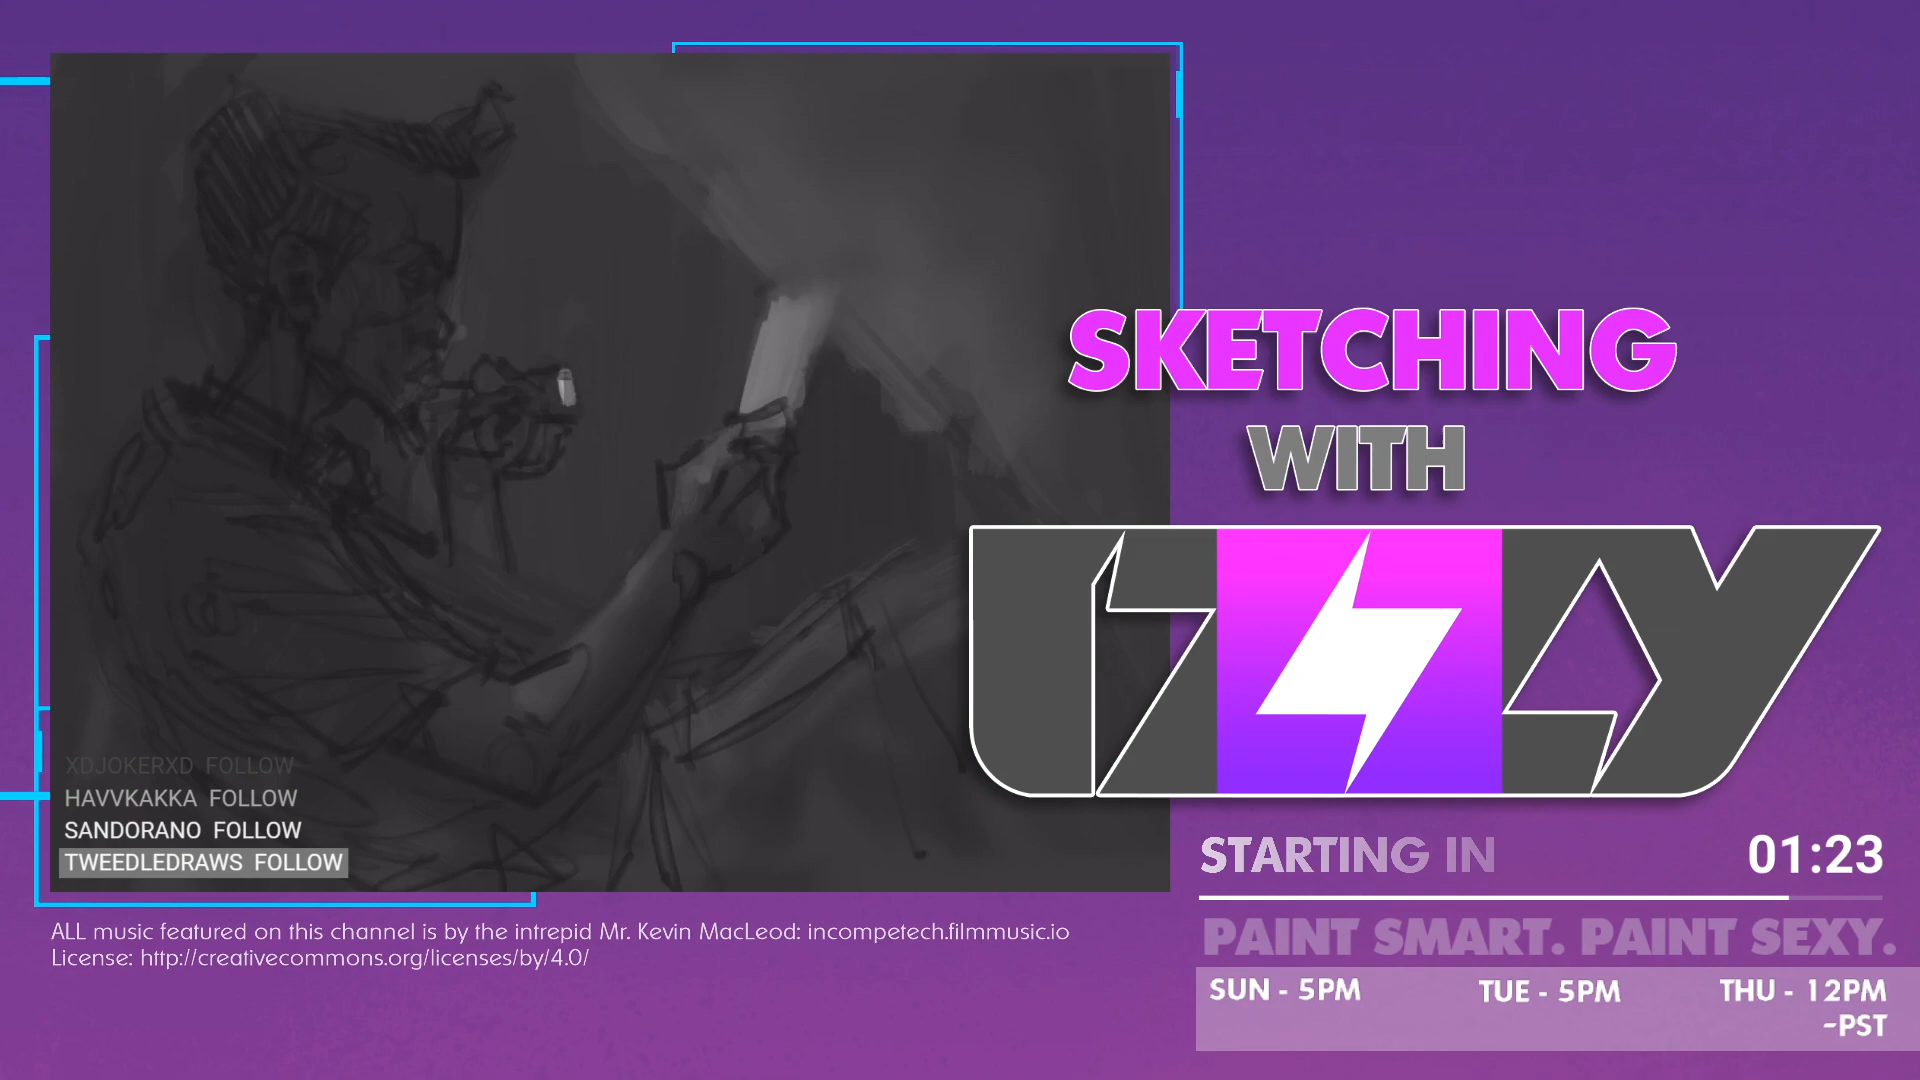 SKETCHING
WITH
IZZY
XDJOKERXD FOLLOW
HAVVKAKKA FOLLOW
SANDORANO FOLLOW
TWEEDLEDRAWS FOLLOW
STARTING IN 01:23
PAINT SMART. PAINT SEXY.
SUN - 5PM TUE - 5PM THU - 12PM
~PST
ALL music featured on this channel is by the intrepid Mr. Kevin MacLeod: incompetech.filmmusic.io
License: http://creativecommons.org/licenses/by/4.0/